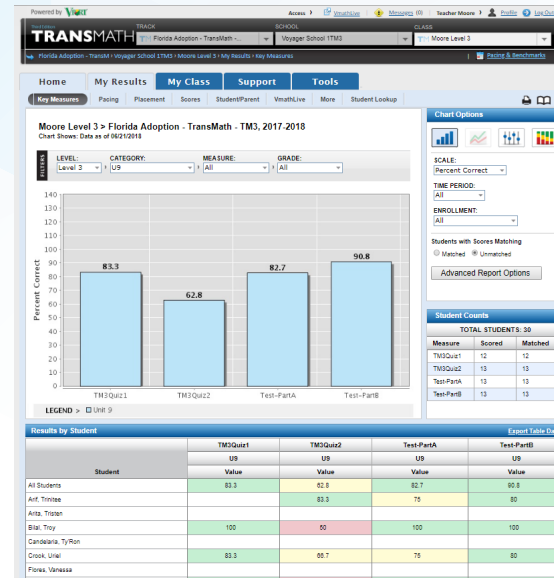 Powered by Vport
Access › VmathLive Messages (0) Teacher Moore › Profile Log Out
TRANSMATH
TRACK
Florida Adoption - TransMath -...
SCHOOL
Voyager School 1TM3
CLASS
Moore Level 3
Florida Adoption - TransM › Voyager School 1TM3 › Moore Level 3 › My Results › Key Measures
Pacing & Benchmarks
Home My Results My Class Support Tools
Key Measures Pacing Placement Scores Student/Parent VmathLive More Student Lookup
Moore Level 3 > Florida Adoption - TransMath - TM3, 2017-2018
Chart Shows: Data as of 06/21/2018
FILTERS
LEVEL: CATEGORY: MEASURE: GRADE:
Level 3 U9 All All
140
130
120
110
100
90
80
70
60
50
40
30
20
10
0
Percent Correct
83.3
62.8
82.7
90.8
TM3Quiz1 TM3Quiz2 Test-PartA Test-PartB
LEGEND > Unit 9
Chart Options
SCALE:
Percent Correct
TIME PERIOD:
All
ENROLLMENT:
All
Students with Scores Matching
Matched Unmatched
Advanced Report Options
Student Counts
TOTAL STUDENTS: 30
Measure Scored Matched
TM3Quiz1 12 12
TM3Quiz2 13 13
Test-PartA 13 13
Test-PartB 13 13
Results by Student
Export Table Da
TM3Quiz1 TM3Quiz2 Test-PartA Test-PartB
U9 U9 U9 U9
Student Value Value Value Value
All Students 83.3 62.8 82.7 90.8
Arif, Trinitee 83.3 75 80
Arita, Tristen
Bilal, Troy 100 50 100 100
Candelaria, Ty'Ron
Crook, Uriel 83.3 66.7 75 80
Flores, Vanessa